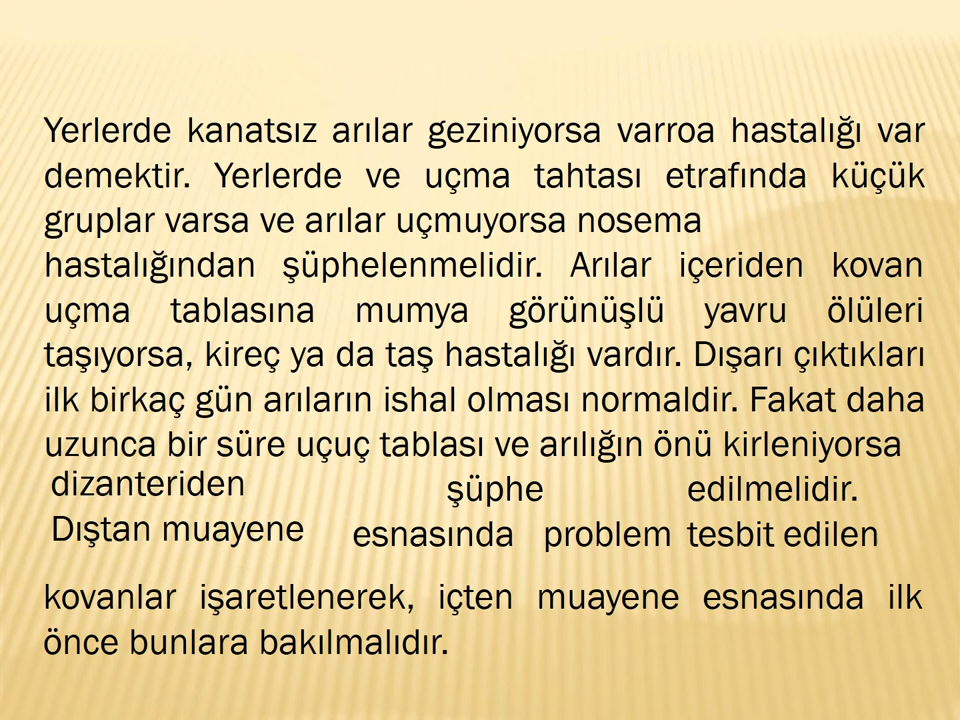 Yerlerde kanatsız arılar geziniyorsa varroa hastalığı var
demektir. Yerlerde ve uçma tahtası etrafında küçük
gruplar varsa ve arılar uçmuyorsa nosema
hastalığından şüphelenmelidir. Arılar içeriden kovan
uçma tablasına mumya görünüşlü yavru ölüleri
taşıyorsa, kireç ya da taş hastalığı vardır. Dışarı çıktıkları
ilk birkaç gün arıların ishal olması normaldir. Fakat daha
uzunca bir süre uçuç tablası ve arılığın önü kirleniyorsa
dizanteriden şüphe edilmelidir.
Dıştan muayene esnasında problem tesbit edilen
kovanlar işaretlenerek, içten muayene esnasında ilk
önce bunlara bakılmalıdır.